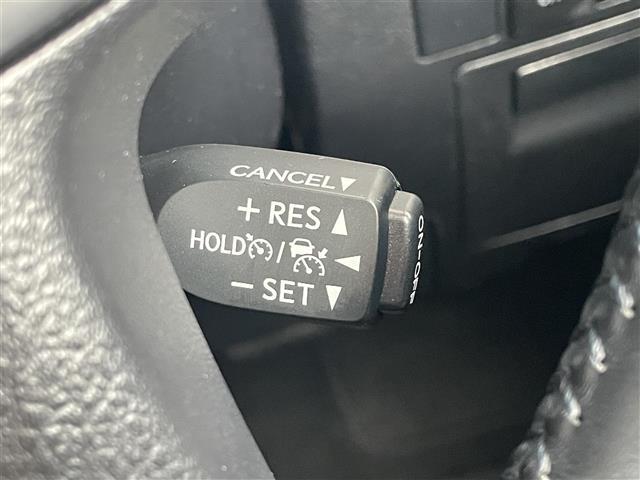 CANCEL▼
+ RES ▲
HOLD / ◀
− SET ▼
ON-OFF